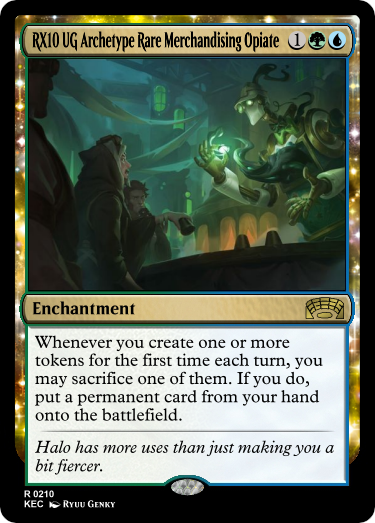 RX10 UG Archetype Rare Merchandising Opiate 1
Enchantment
Whenever you create one or more
tokens for the first time each turn, you
may sacrifice one of them. If you do,
put a permanent card from your hand
onto the battlefield.
Halo has more uses than just making you a
bit fiercer.
R 0210
KEC Ryuu Genky